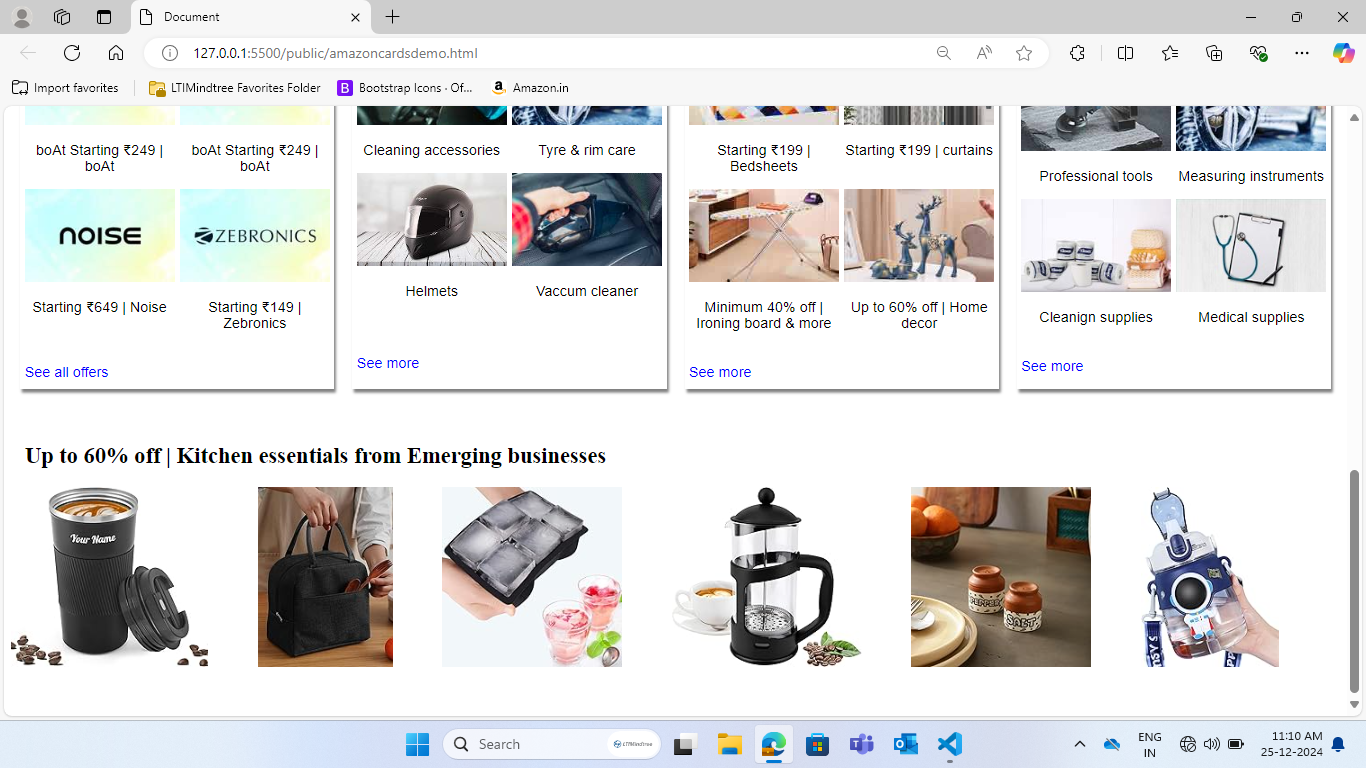 Document
127.0.0.1:5500/public/amazoncardsdemo.html
Import favorites
LTIMindtree Favorites Folder
B
Bootstrap Icons · Of...
Amazon.in
boAt Starting ₹249 |
boAt
boAt Starting ₹249 |
boAt
NOISE
ZEBRONICS
Starting ₹649 | Noise
Starting ₹149 |
Zebronics
See all offers
Cleaning accessories
Tyre & rim care
Helmets
Vaccum cleaner
See more
Starting ₹199 |
Bedsheets
Starting ₹199 | curtains
Minimum 40% off |
Ironing board & more
Up to 60% off | Home
decor
See more
Professional tools
Measuring instruments
Cleanign supplies
Medical supplies
See more
Up to 60% off | Kitchen essentials from Emerging businesses
Your Name
PEPPER
SALT
Search
LTIMindtree
ENG
IN
11:10 AM
25-12-2024